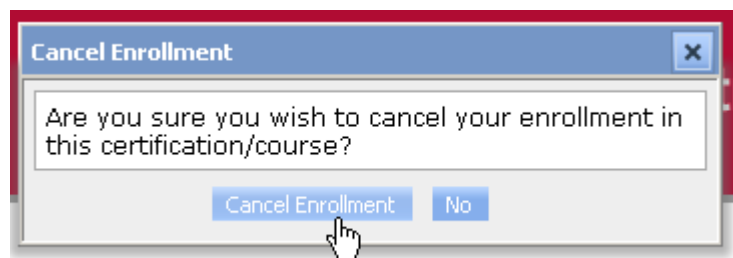 Cancel Enrollment
Are you sure you wish to cancel your enrollment in
this certification/course?
Cancel Enrollment No